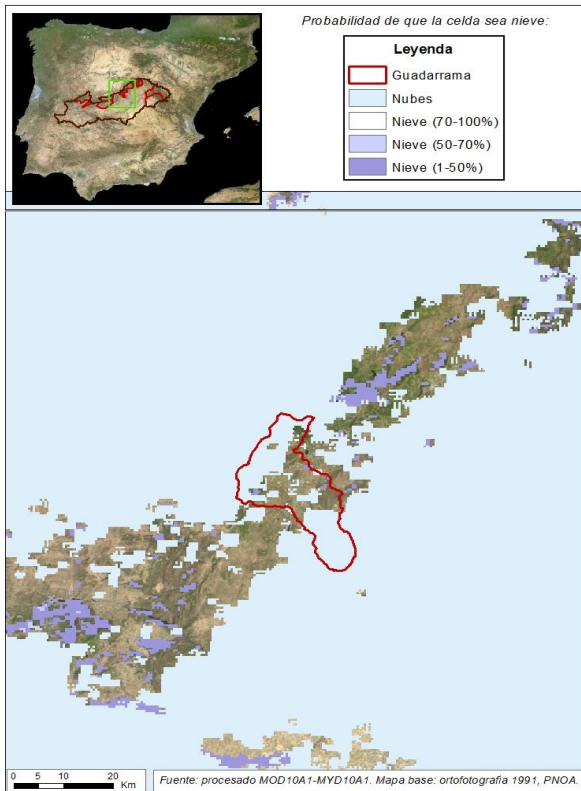 Probabilidad de que la celda sea nieve:
Leyenda
Guadarrama
Nubes
Nieve (70-100%)
Nieve (50-70%)
Nieve (1-50%)
0 5 10 20
Km
Fuente: procesado MOD10A1-MYD10A1. Mapa base: ortofotografia 1991, PNOA.